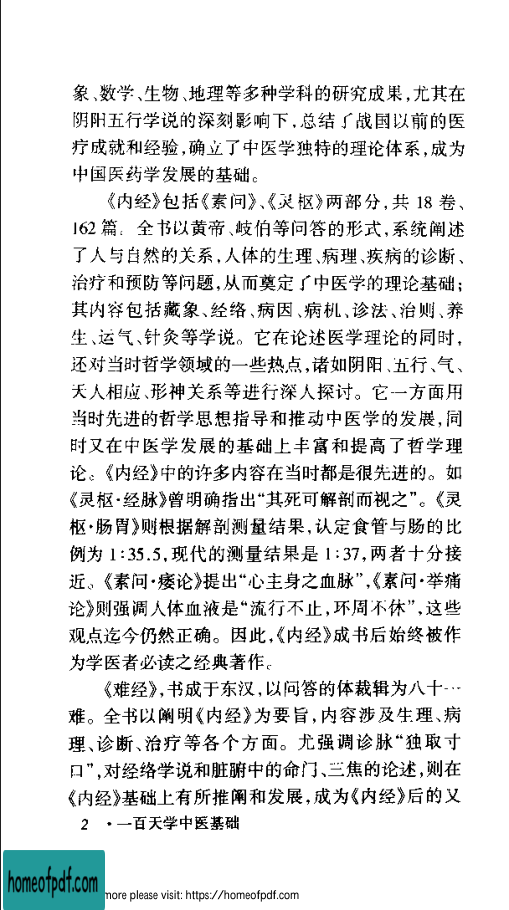 象、数学、生物、地理等多种学科的研究成果,尤其在
阴阳五行学说的深刻影响下,总结了战国以前的医
疗成就和经验,确立了中医学独特的理论体系,成为
中国医药学发展的基础。
《内经》包括《素问》、《灵枢》两部分,共 18 卷、
162 篇。全书以黄帝、岐伯等问答的形式,系统阐述
了人与自然的关系,人体的生理、病理、疾病的诊断、
治疗和预防等问题,从而奠定了中医学的理论基础;
其内容包括藏象、经络、病因、病机、诊法、治则、养
生、运气、针灸等学说。它在论述医学理论的同时,
还对当时哲学领域的一些热点,诸如阴阳、五行、气、
天人相应、形神关系等进行深入探讨。它一方面用
当时先进的哲学思想指导和推动中医学的发展,同
时又在中医学发展的基础上丰富和提高了哲学理
论。《内经》中的许多内容在当时都是很先进的。如
《灵枢·经脉》曾明确指出“其死可解剖而视之”。《灵
枢·肠胃》则根据解剖测量结果,认定食管与肠的比
例为 1:35.5,现代的测量结果是 1:37,两者十分接
近。《素问·痿论》提出“心主身之血脉”,《素问·举痛
论》则强调人体血液是“流行不止,环周不休”,这些
观点迄今仍然正确。因此,《内经》成书后始终被作
为学医者必读之经典著作。
《难经》,书成于东汉,以问答的体裁辑为八十一
难。全书以阐明《内经》为要旨,内容涉及生理、病
理、诊断、治疗等各个方面。尤强调诊脉“独取寸
口”,对经络学说和脏腑中的命门、三焦的论述,则在
《内经》基础上有所推阐和发展,成为《内经》后的又
2 ·一百天学中医基础
homeofpdf.com
more please visit: https://homeofpdf.com